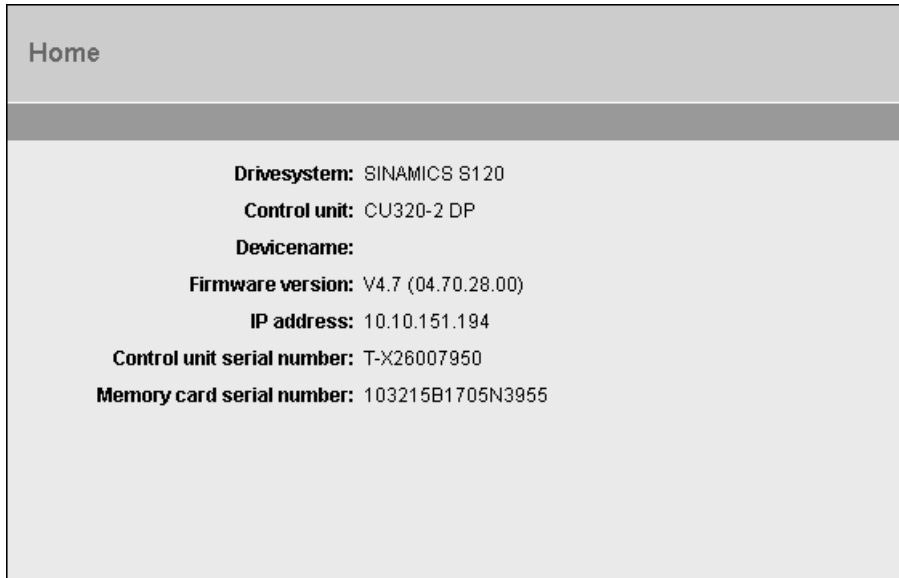 Home
Drivesystem: SINAMICS S120
Control unit: CU320-2 DP
Devicename:
Firmware version: V4.7 (04.70.28.00)
IP address: 10.10.151.194
Control unit serial number: T-X26007950
Memory card serial number: 103215B1705N3955